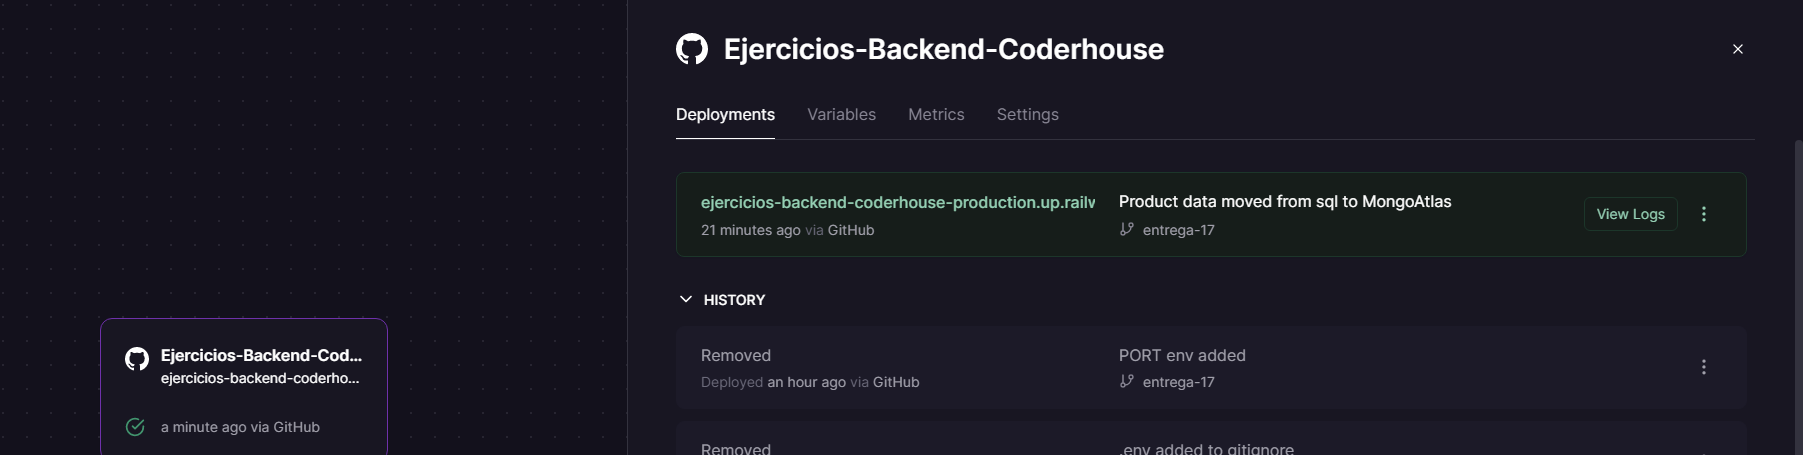 Ejercicios-Backend-Coderhouse
Deployments Variables Metrics Settings
ejercicios-backend-coderhouse-production.up.railw
Product data moved from sql to MongoAtlas
21 minutes ago via GitHub
entrega-17
View Logs
HISTORY
Removed
PORT env added
Deployed an hour ago via GitHub
entrega-17
Removed
.env added to gitignore
Ejercicios-Backend-Cod...
ejercicios-backend-coderho...
a minute ago via GitHub